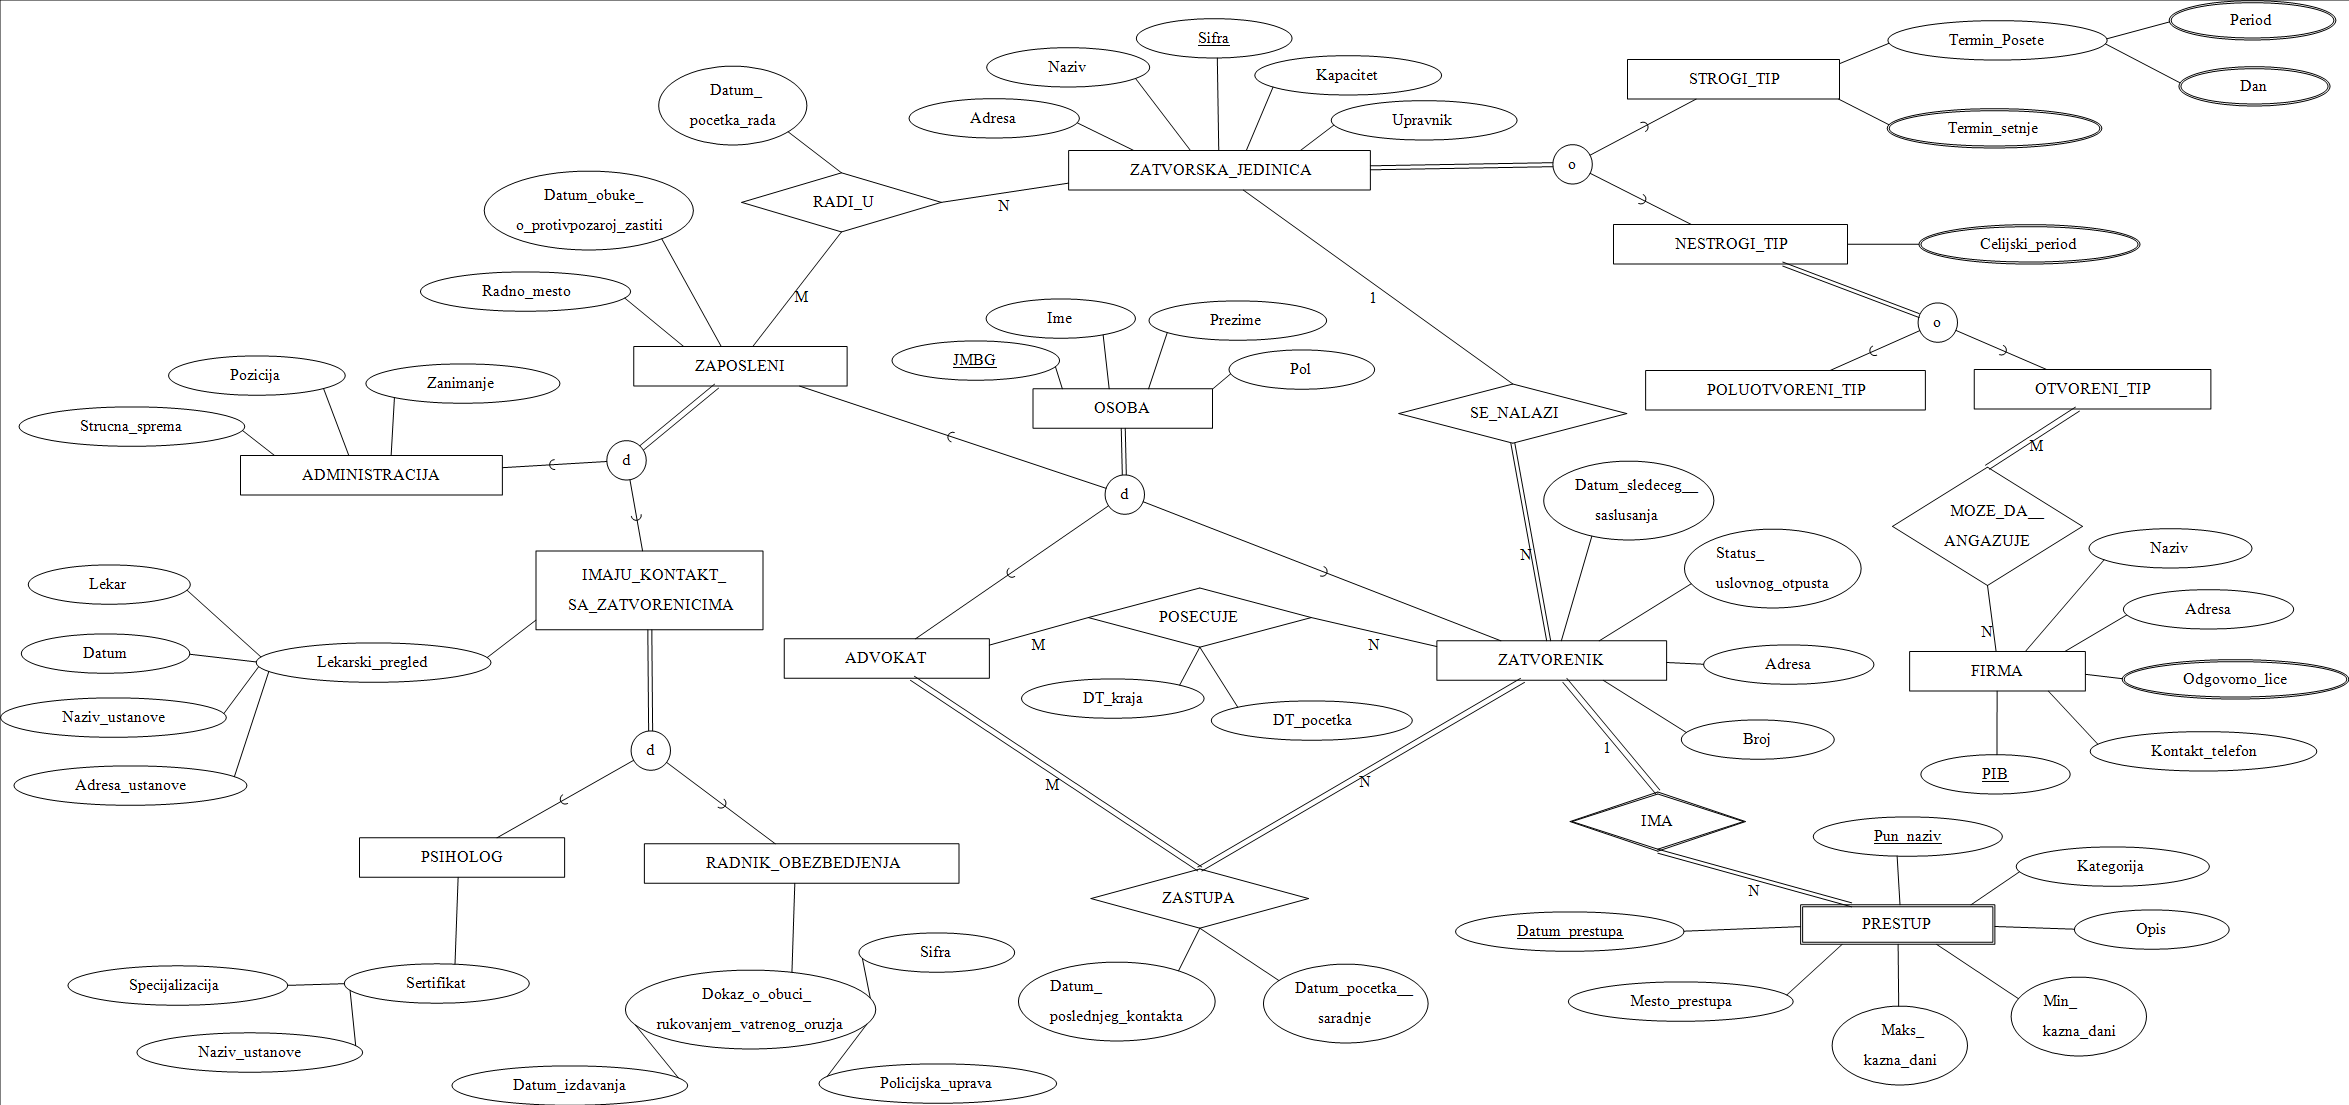 Period
Sifra
Termin_Posete
Naziv
Kapacitet
STROGI_TIP
Dan
Datum_
pocetka_rada
Adresa
Upravnik
Termin_setnje
o
ZATVORSKA_JEDINICA
Datum_obuke_
o_protivpozaroj_zastiti
RADI_U
N
NESTROGI_TIP
Celijski_period
Radno_mesto
M
1
Ime
Prezime
o
ZAPOSLENI
JMBG
Pol
Pozicija
Zanimanje
POLUOTVORENI_TIP
OTVORENI_TIP
OSOBA
SE_NALAZI
Strucna_sprema
M
ADMINISTRACIJA
d
d
Datum_sledeceg__
saslusanja
MOZE_DA__
ANGAZUJE
N
Status_
uslovnog_otpusta
Naziv
IMAJU_KONTAKT_
SA_ZATVORENICIMA
Lekar
Adresa
POSECUJE
N
Datum
Lekarski_pregled
ADVOKAT
M
N
ZATVORENIK
Adresa
FIRMA
Odgovorno_lice
DT_kraja
DT_pocetka
Naziv_ustanove
Broj
1
d
Kontakt_telefon
Adresa_ustanove
M
N
PIB
IMA
Pun_naziv
PSIHOLOG
RADNIK_OBEZBEDJENJA
Kategorija
N
ZASTUPA
PRESTUP
Datum_prestupa
Opis
Sifra
Specijalizacija
Sertifikat
Dokaz_o_obuci_
rukovanjem_vatrenog_oruzja
Datum_
poslednjeg_kontakta
Datum_pocetka__
saradnje
Mesto_prestupa
Min_
kazna_dani
Maks_
kazna_dani
Naziv_ustanove
Datum_izdavanja
Policijska_uprava